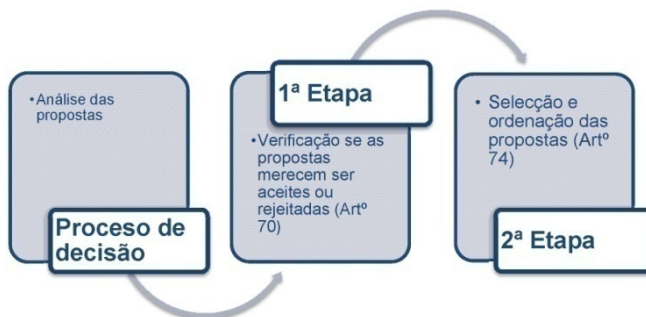 •Análise das
propostas
Proceso de
decisão
1ª Etapa
•Verificação se as
propostas
merecem ser
aceites ou
rejeitadas (Artº
70)
• Selecção e
ordenação das
propostas (Artº
74)
2ª Etapa